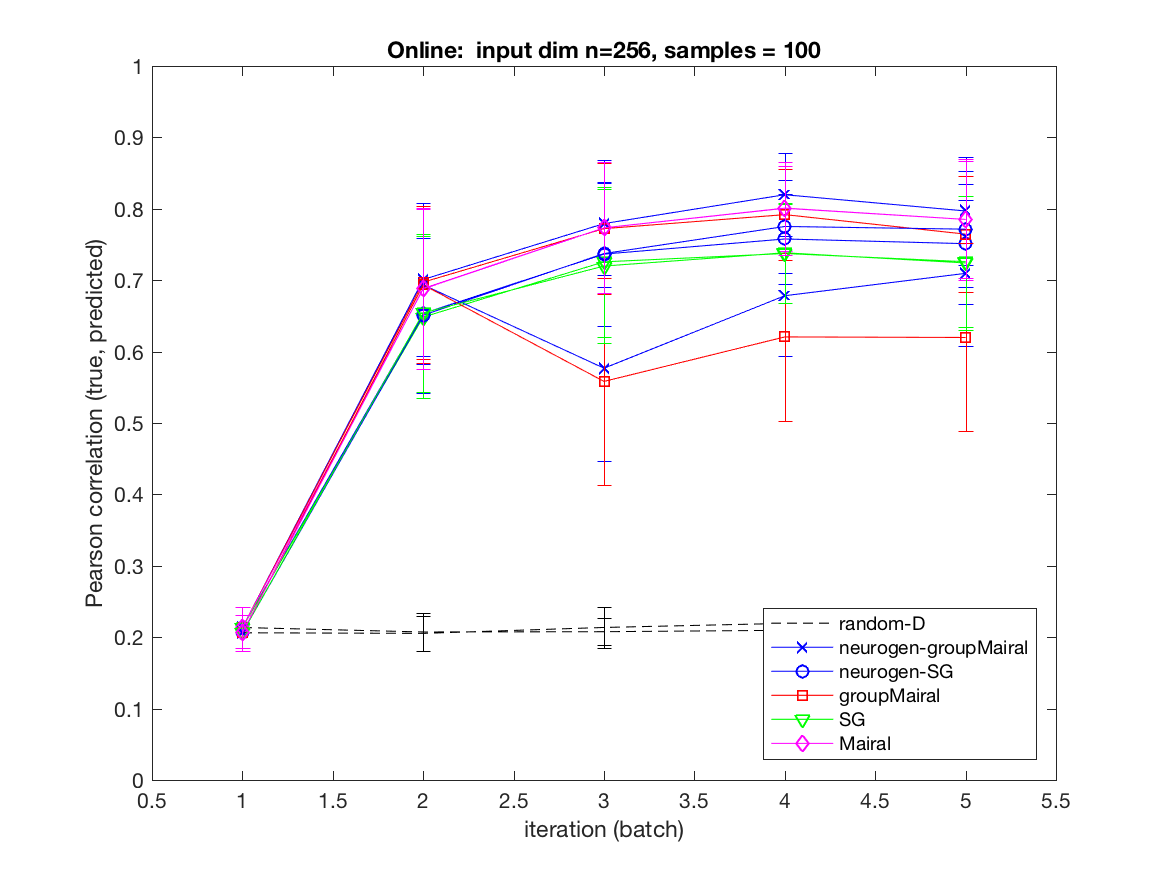 Online:  input dim n=256, samples = 100
Pearson correlation (true, predicted)
1
0.9
0.8
0.7
0.6
0.5
0.4
0.3
0.2
0.1
0
random-D
neurogen-groupMairal
neurogen-SG
groupMairal
SG
Mairal
0.5 1 1.5 2 2.5 3 3.5 4 4.5 5 5.5
iteration (batch)